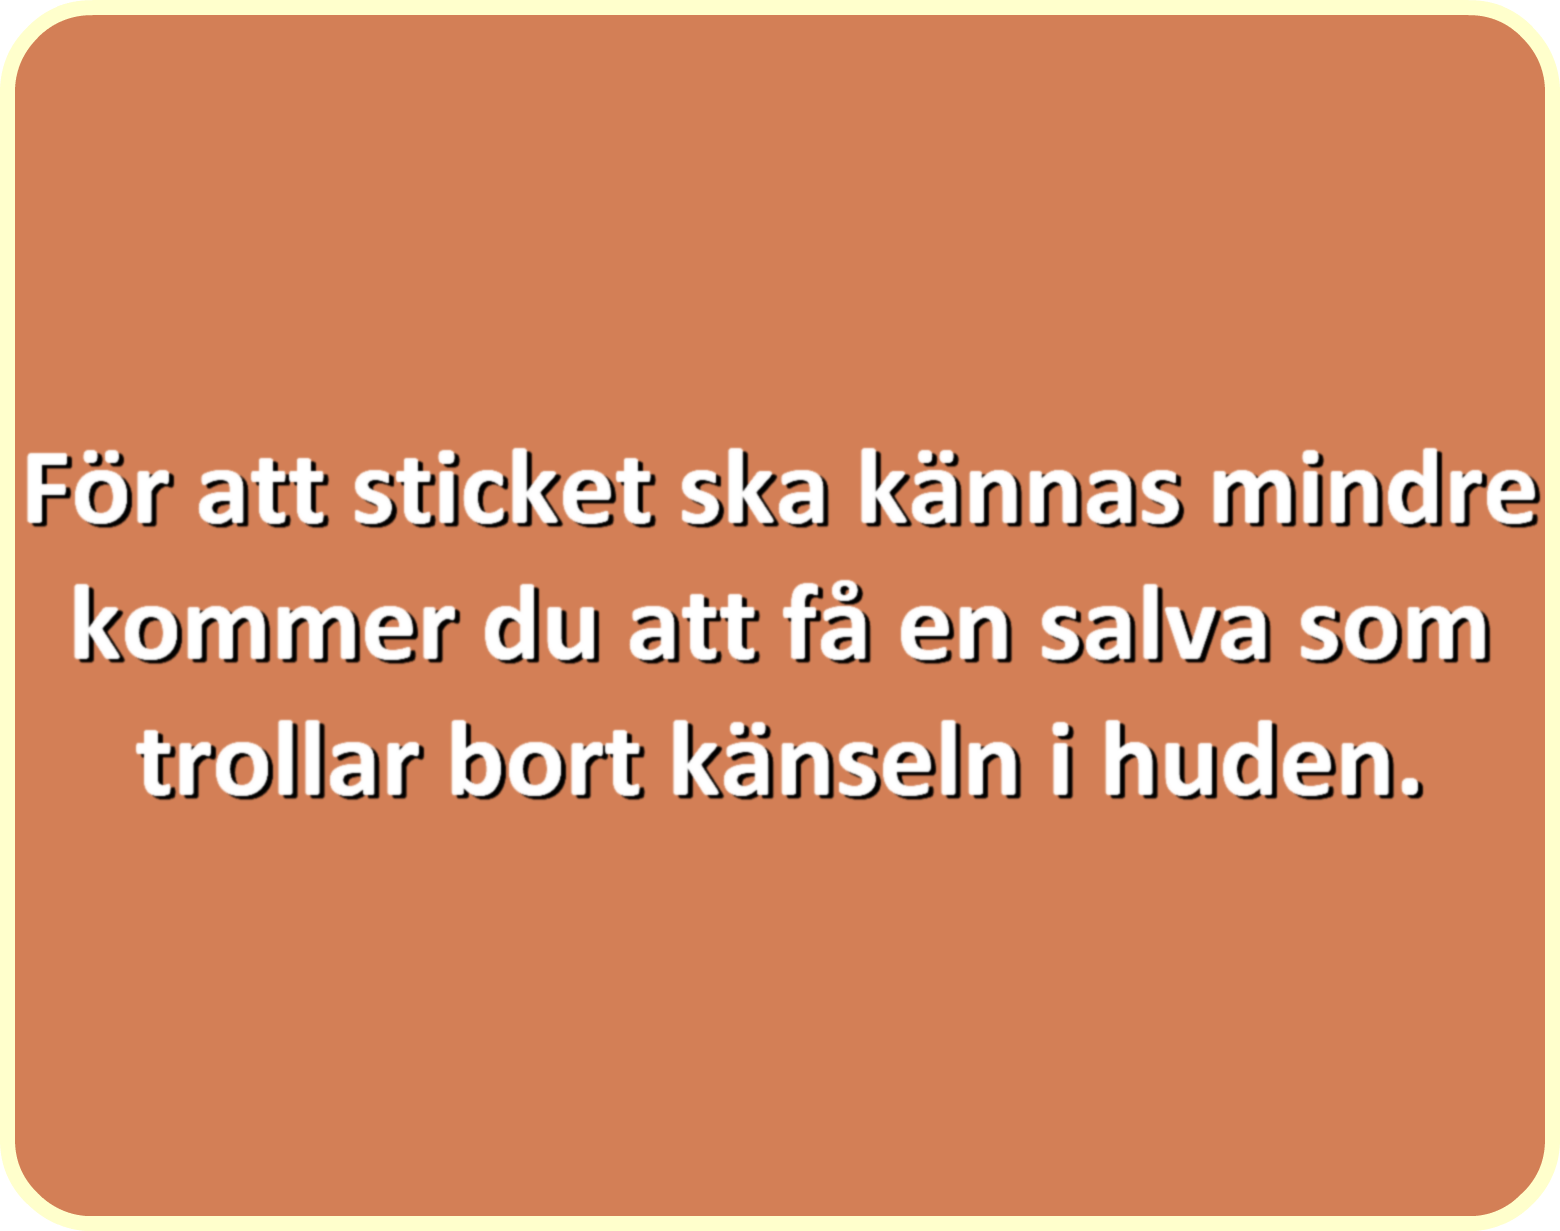 För att sticket ska kännas mindre
kommer du att få en salva som
trollar bort känseln i huden.